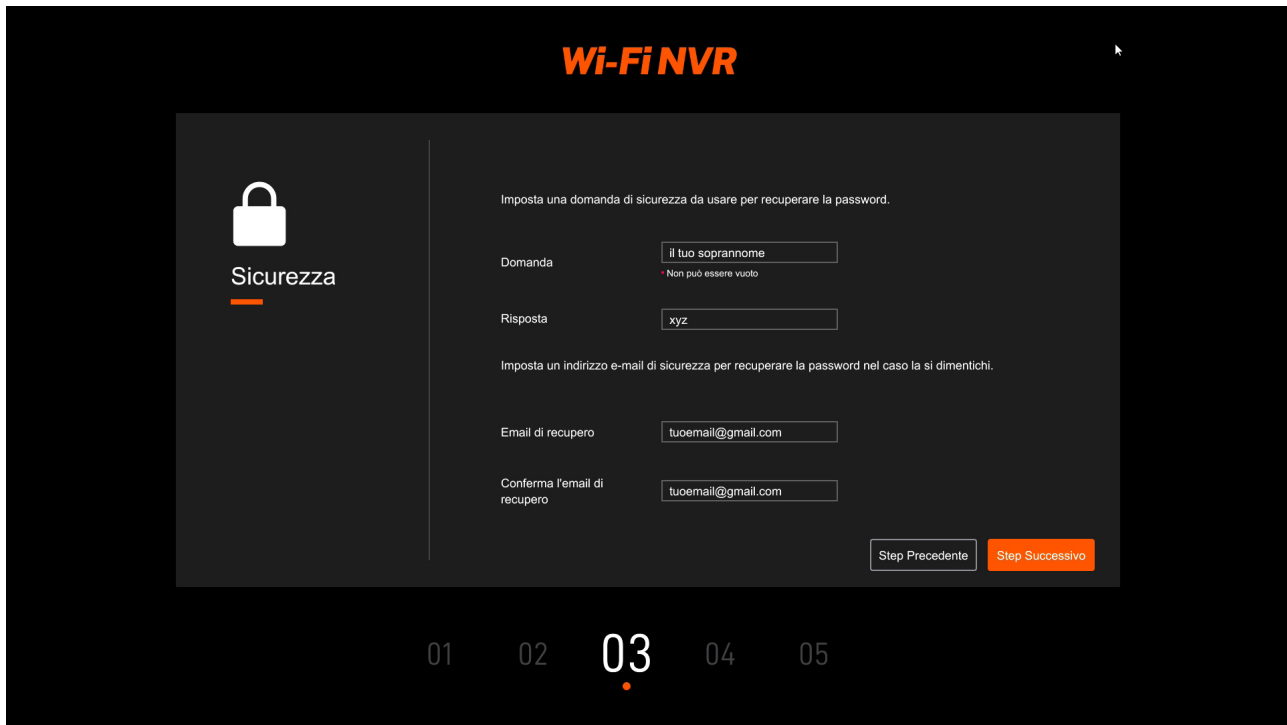 Wi-Fi NVR
Sicurezza
Imposta una domanda di sicurezza da usare per recuperare la password.
Domanda
il tuo soprannome
* Non può essere vuoto
Risposta
xyz
Imposta un indirizzo e-mail di sicurezza per recuperare la password nel caso la si dimentichi.
Email di recupero
tuoemail@gmail.com
Conferma l'email di
recupero
tuoemail@gmail.com
Step Precedente
Step Successivo
01 02 03 04 05